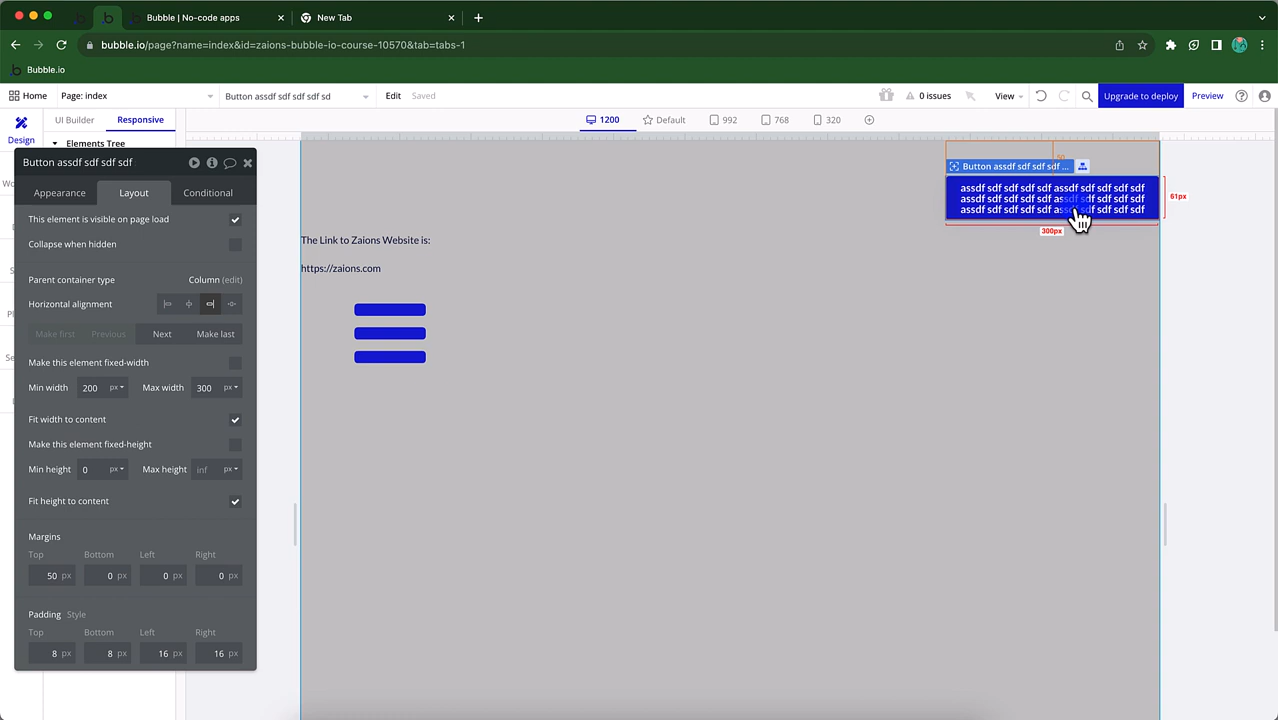 Bubble | No-code apps
New Tab
bubble.io/page?name=index&id=zaions-bubble-io-course-10570&tab=tabs-1
Bubble.io
Home
Page: index
Button assdf sdf sdf sdf sd
Edit
Saved
0 issues
View
Upgrade to deploy
Preview
Design
UI Builder
Responsive
1200
Default
992
768
320
Elements Tree
Button assdf sdf sdf sdf
Appearance
Layout
Conditional
This element is visible on page load
Collapse when hidden
Parent container type
Column (edit)
Horizontal alignment
Make first
Previous
Next
Make last
Make this element fixed-width
Min width 200 px
Max width 300 px
Fit width to content
Make this element fixed-height
Min height 0 px
Max height inf px
Fit height to content
Margins
Top Bottom Left Right
50 px 0 px 0 px 0 px
Padding Style
Top Bottom Left Right
8 px 8 px 16 px 16 px
50
Button assdf sdf sdf sdf ...
assdf sdf sdf sdf sdf assdf sdf sdf sdf sdf
assdf sdf sdf sdf sdf assdf sdf sdf sdf sdf
assdf sdf sdf sdf sdf assdf sdf sdf sdf sdf
61px
300px
The Link to Zaions Website is:
https://zaions.com